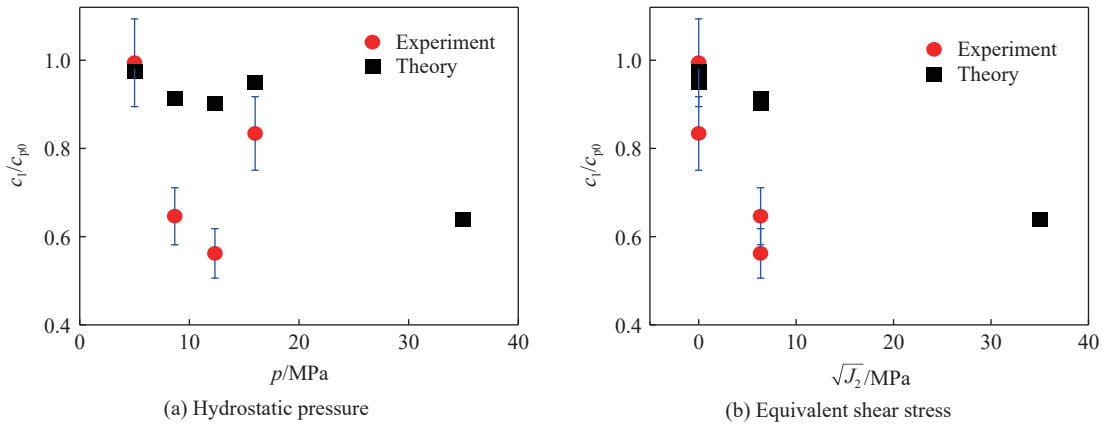 1.0
0.8
0.6
0.4
c₁/cₚ₀
Experiment
Theory
0 10 20 30 40
p/MPa
(a) Hydrostatic pressure
1.0
0.8
0.6
0.4
c₁/cₚ₀
Experiment
Theory
0 10 20 30 40
√J₂/MPa
(b) Equivalent shear stress